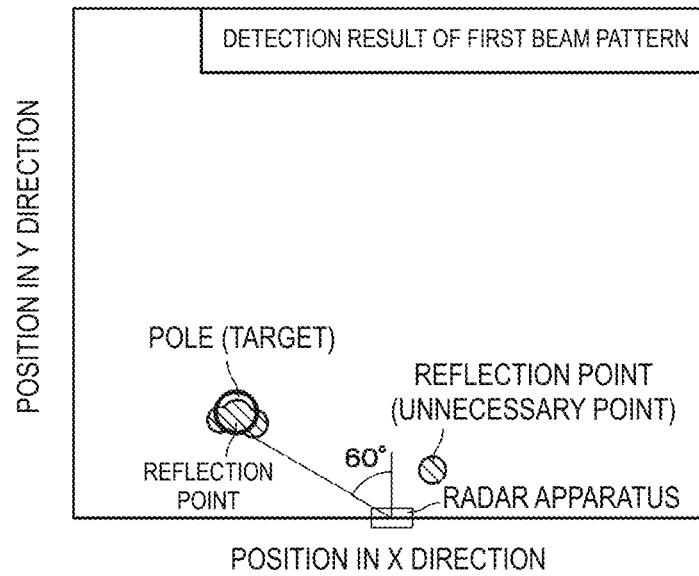 DETECTION RESULT OF FIRST BEAM PATTERN
POSITION IN Y DIRECTION
POLE (TARGET)
REFLECTION POINT
(UNNECESSARY POINT)
60°
REFLECTION
POINT
RADAR APPARATUS
POSITION IN X DIRECTION